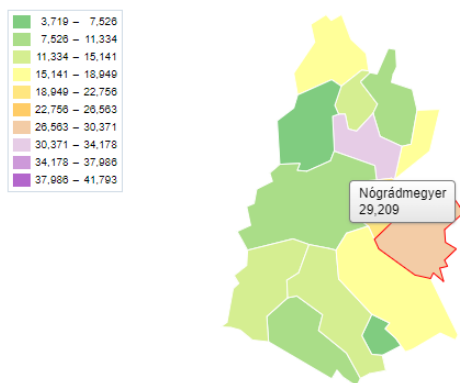 3,719 – 7,526
7,526 – 11,334
11,334 – 15,141
15,141 – 18,949
18,949 – 22,756
22,756 – 26,563
26,563 – 30,371
30,371 – 34,178
34,178 – 37,986
37,986 – 41,793
Nógrádmegyer
29,209